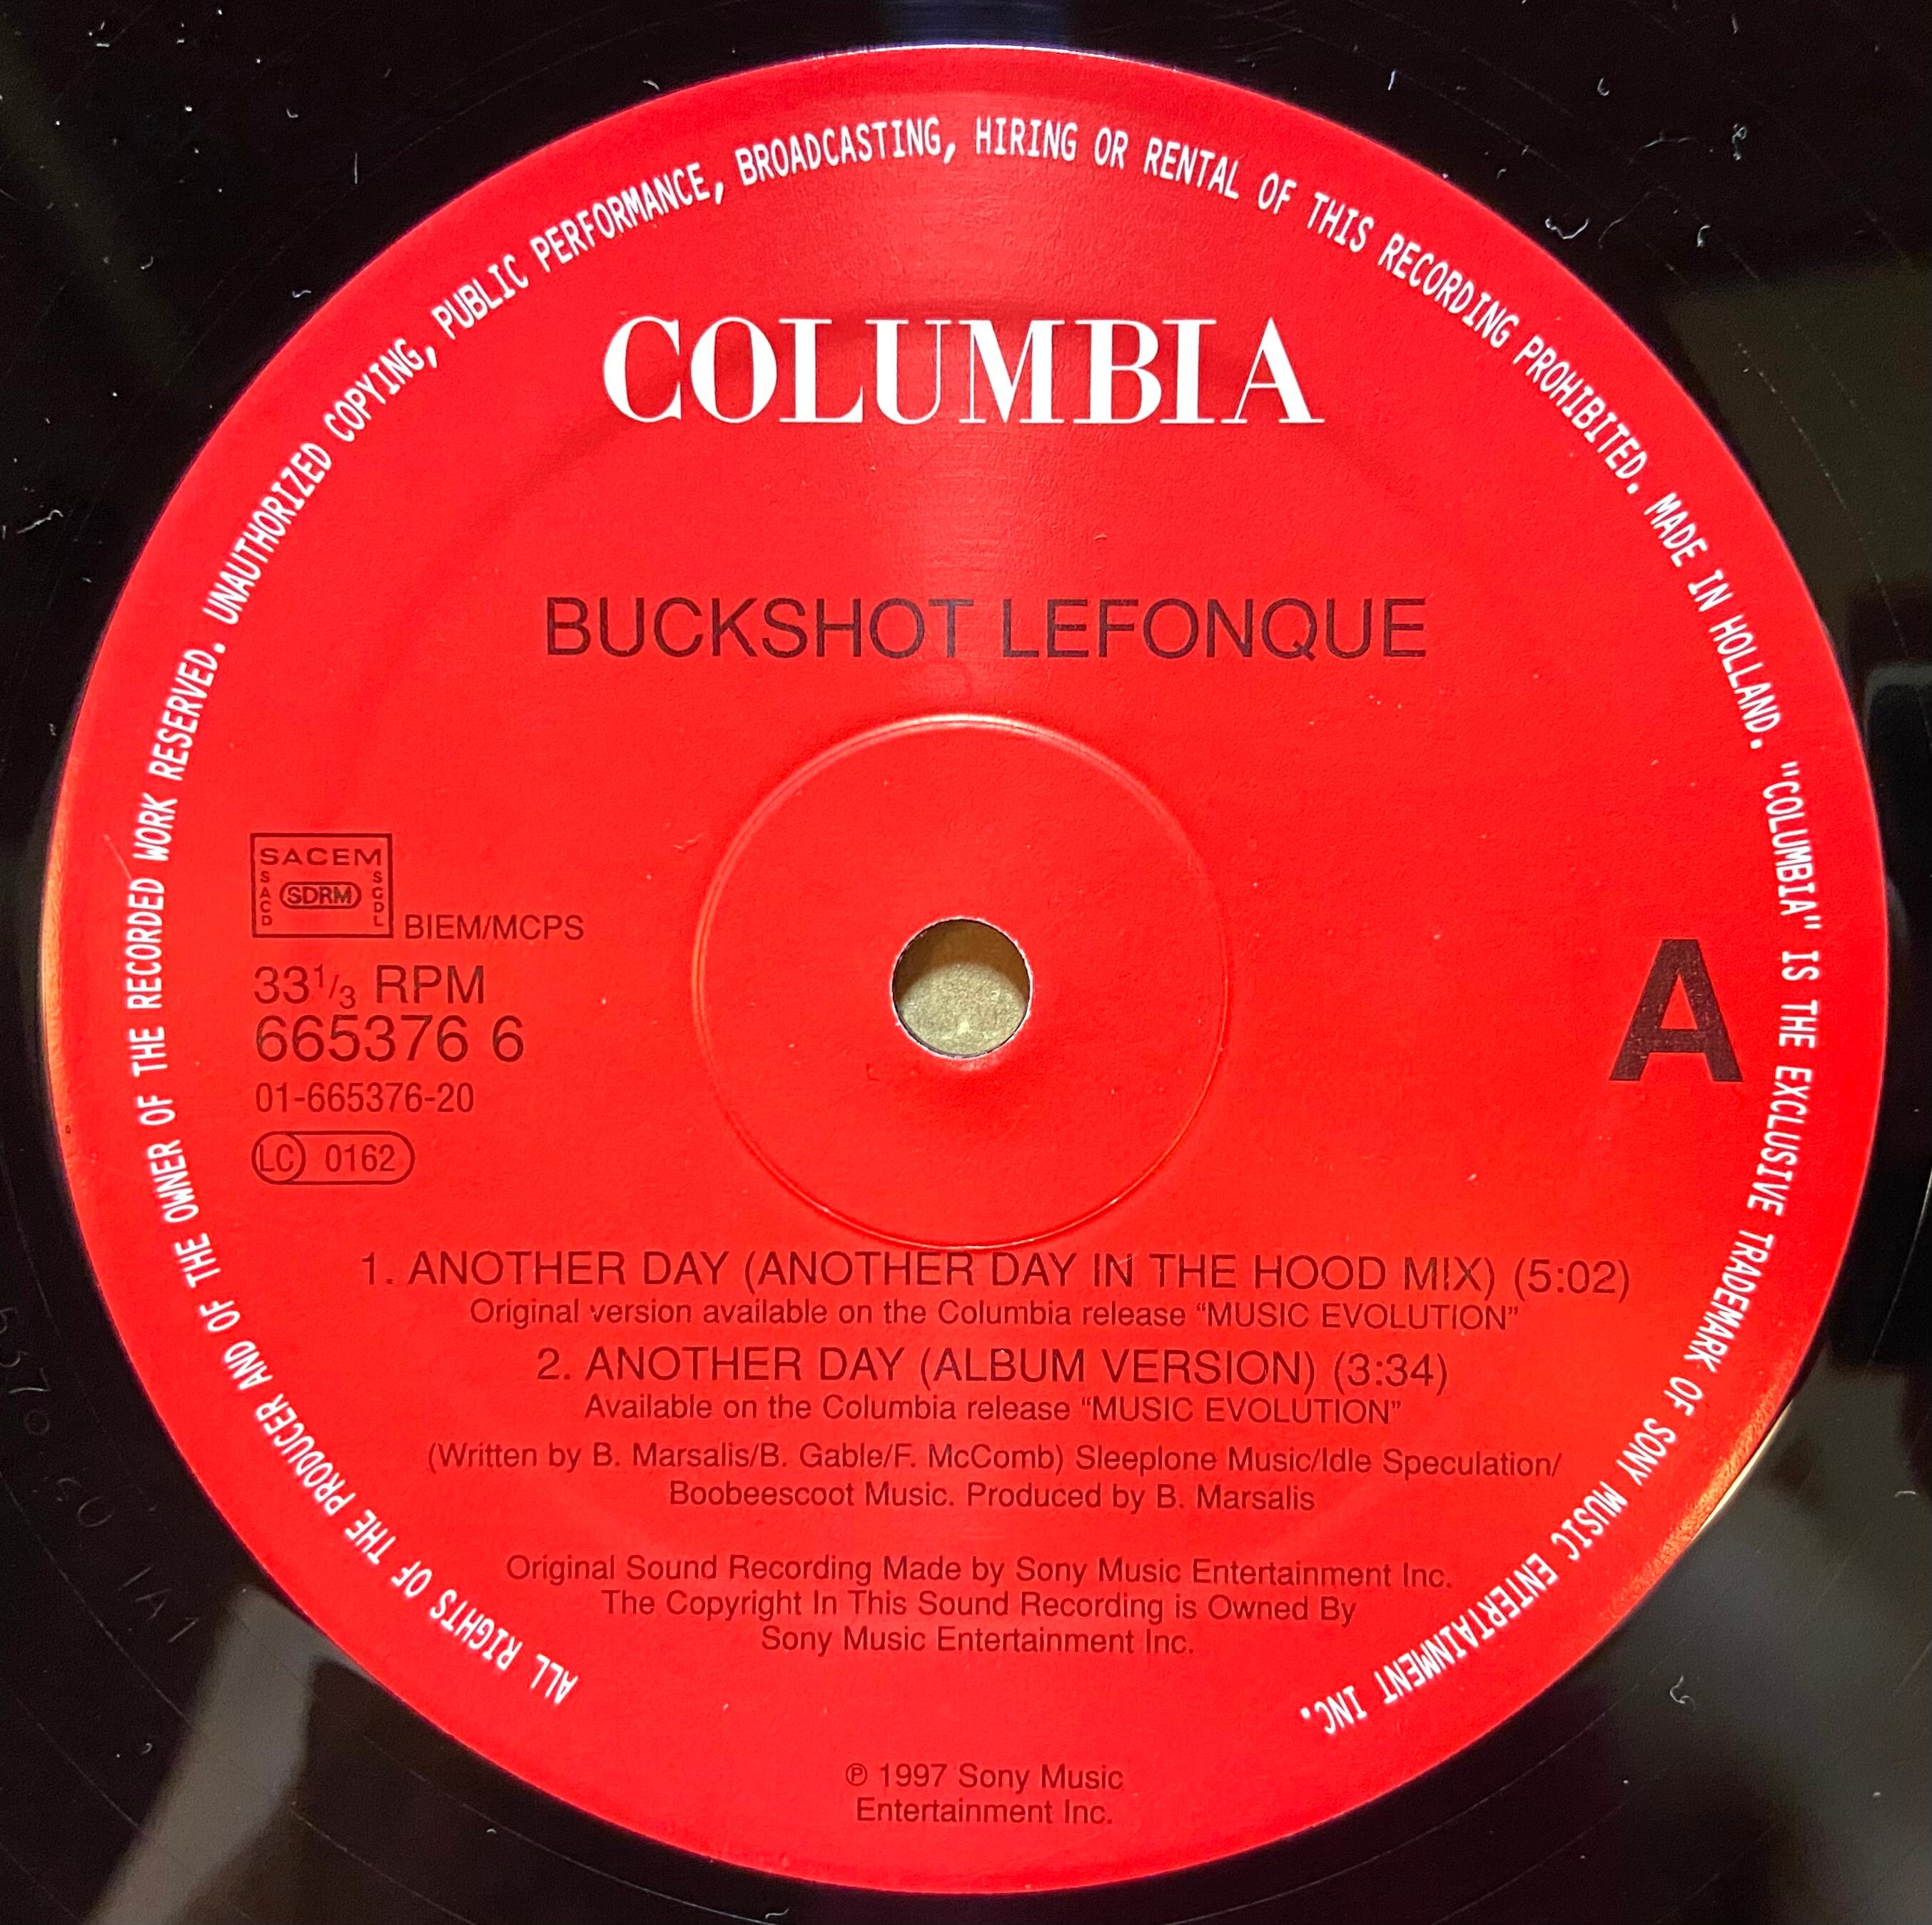 ALL RIGHTS OF THE PRODUCER AND OF THE OWNER OF THE RECORDED WORK RESERVED. UNAUTHORIZED COPYING, PUBLIC PERFORMANCE, BROADCASTING, HIRING OR RENTAL OF THIS RECORDING PROHIBITED. MADE IN HOLLAND. "COLUMBIA" IS THE EXCLUSIVE TRADEMARK OF SONY MUSIC ENTERTAINMENT INC.
COLUMBIA
BUCKSHOT LEFONQUE
SACEM
SACD
SDRM
SGDL
BIEM/MCPS
33 1/3 RPM
665376 6
01-665376-20
LC 0162
A
1. ANOTHER DAY (ANOTHER DAY IN THE HOOD MIX) (5:02)
Original version available on the Columbia release “MUSIC EVOLUTION”
2. ANOTHER DAY (ALBUM VERSION) (3:34)
Available on the Columbia release “MUSIC EVOLUTION”
(Written by B. Marsalis/B. Gable/F. McComb) Sleeplone Music/Idle Speculation/
Boobeescoot Music. Produced by B. Marsalis
Original Sound Recording Made by Sony Music Entertainment Inc.
The Copyright In This Sound Recording is Owned By
Sony Music Entertainment Inc.
℗ 1997 Sony Music
Entertainment Inc.